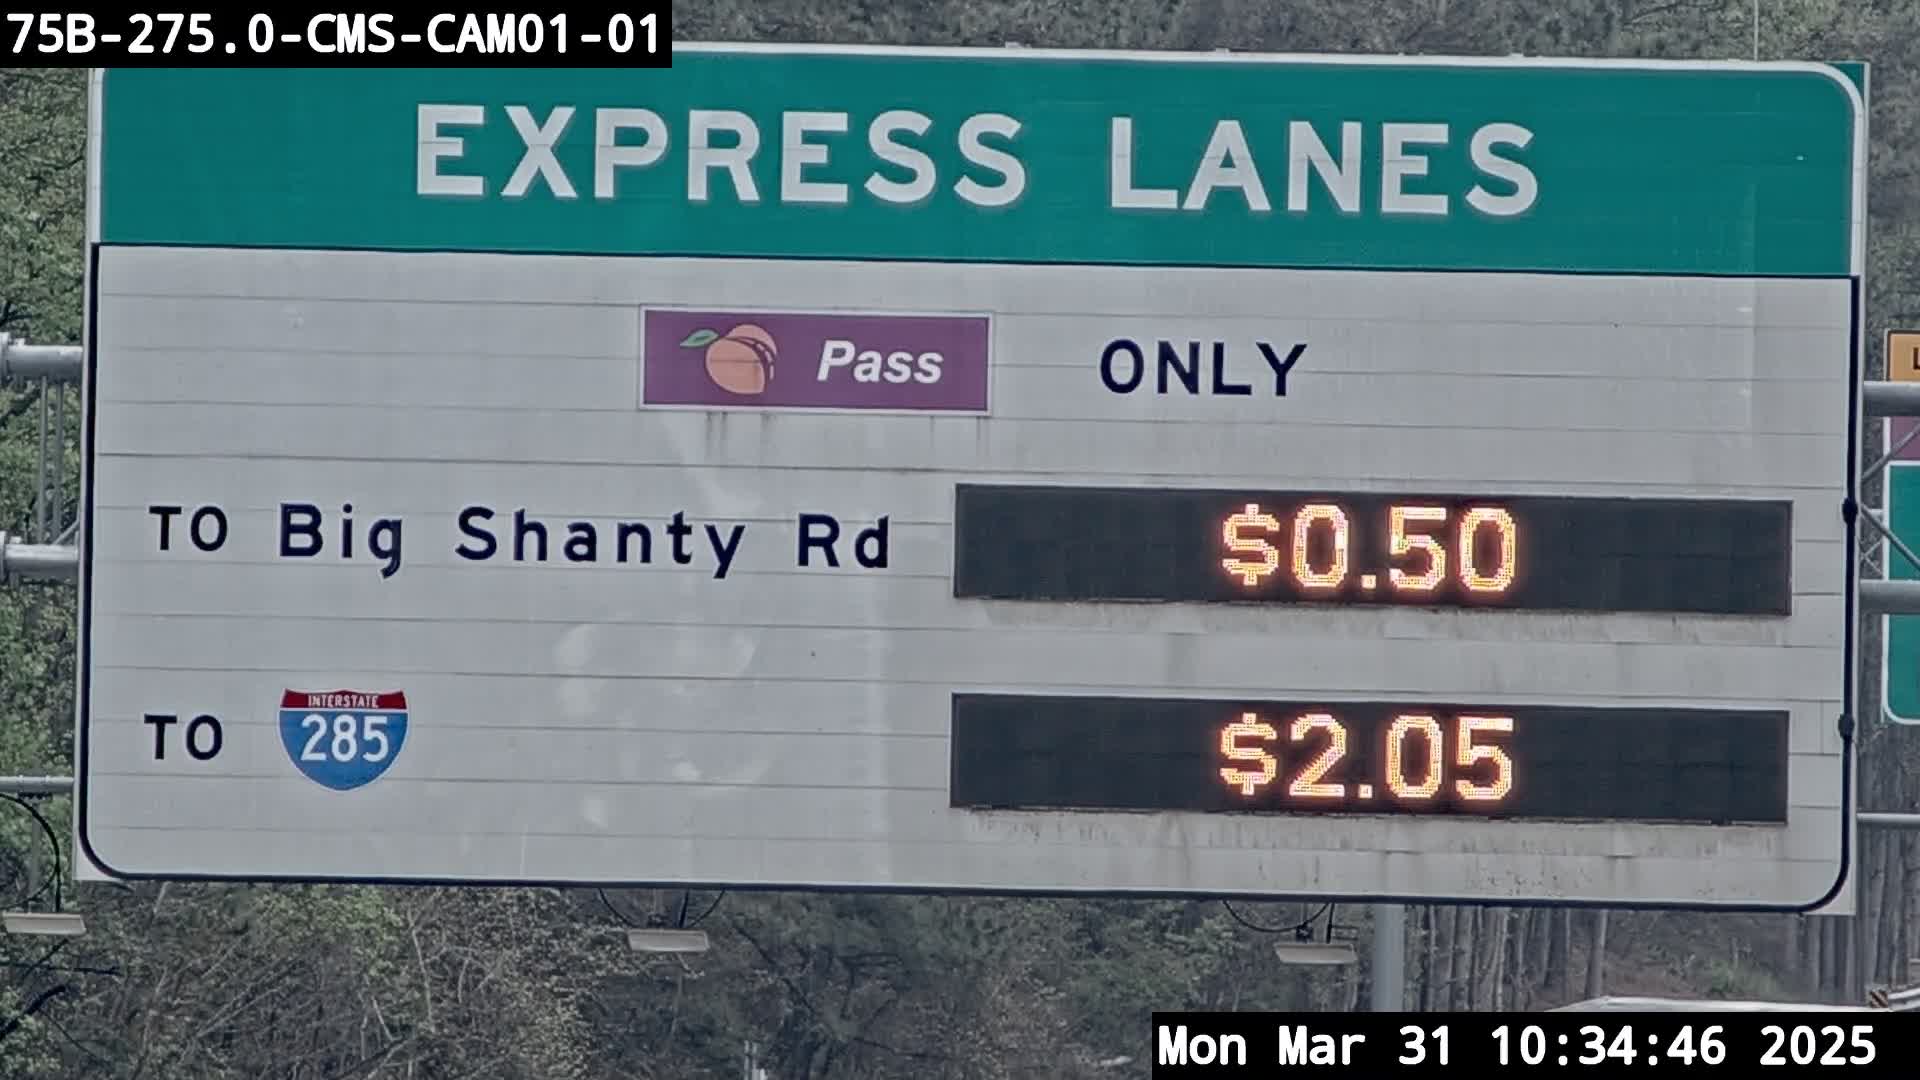 75B-275.0-CMS-CAM01-01
EXPRESS LANES
Pass ONLY
TO Big Shanty Rd $0.50
INTERSTATE
TO 285 $2.05
Mon Mar 31 10:34:46 2025